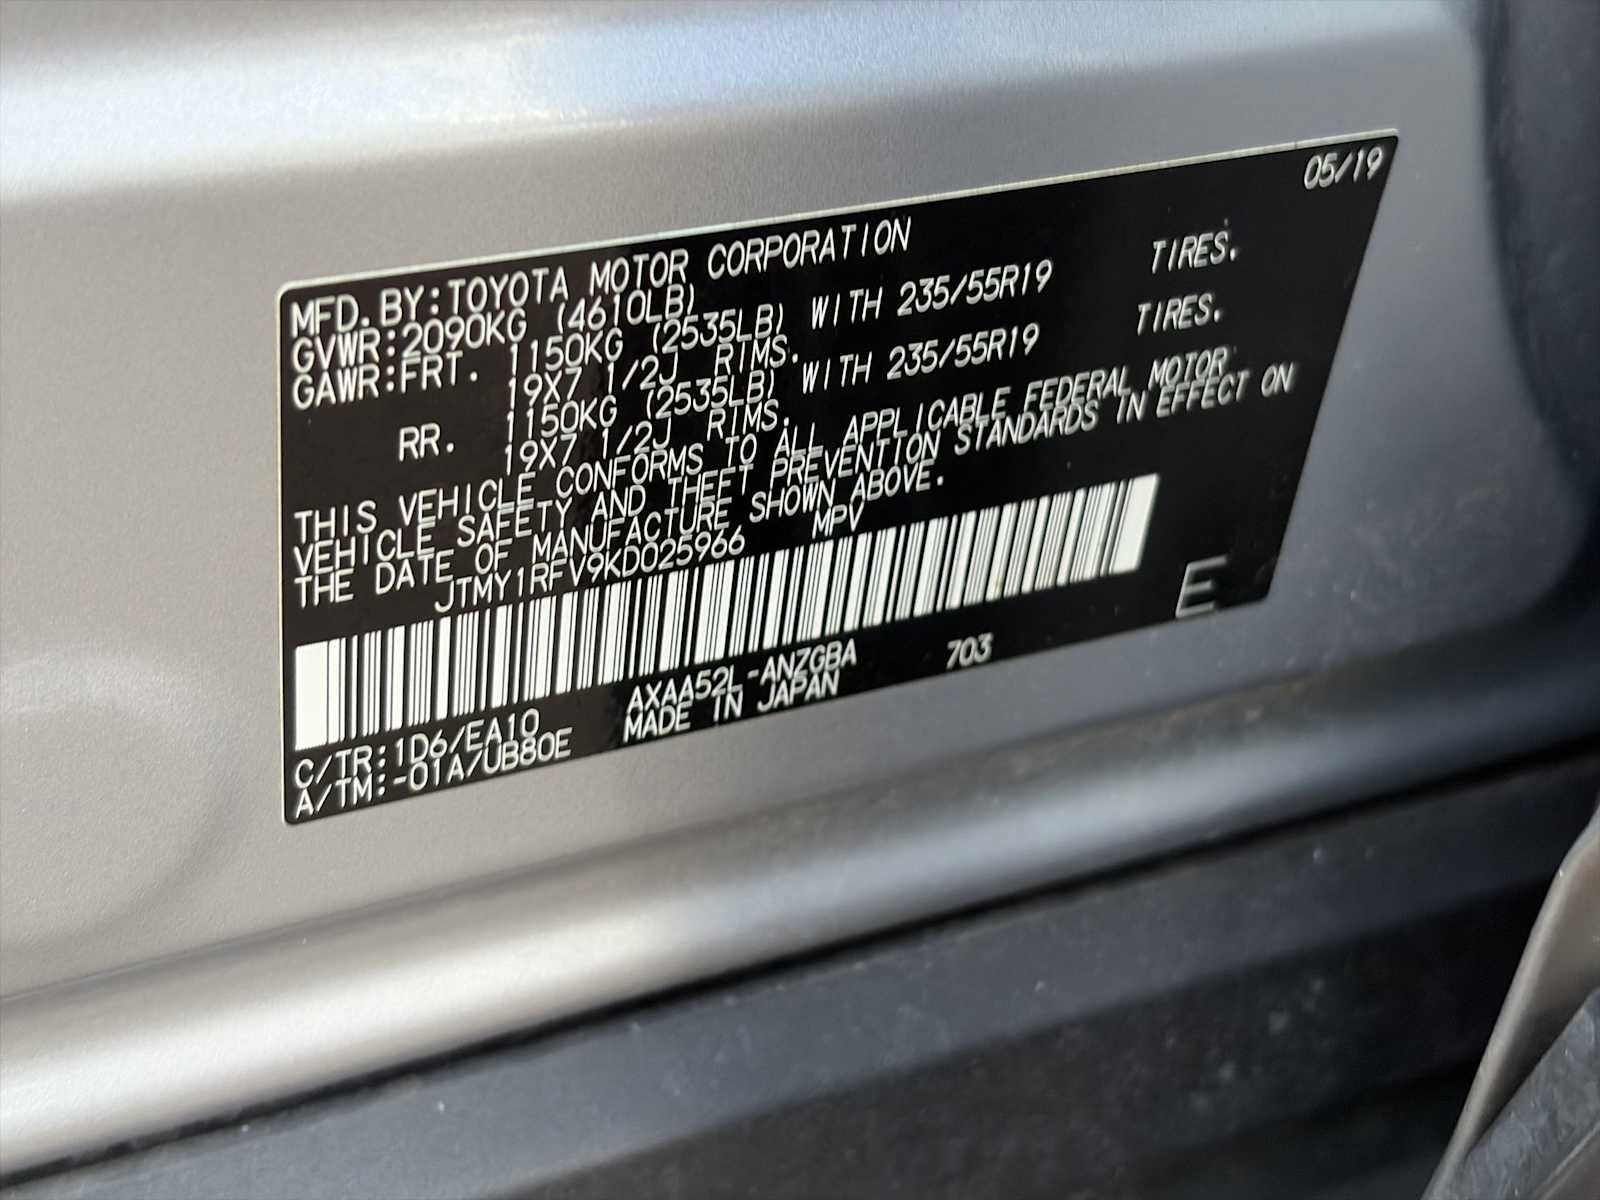 05/19
MFD. BY:TOYOTA MOTOR CORPORATION
GVWR:2090KG (4610LB)
GAWR:FRT. 1150KG (2535LB) WITH 235/55R19 TIRES.
19X7 1/2J RIMS.
RR. 1150KG (2535LB) WITH 235/55R19 TIRES.
19X7 1/2J RIMS.
THIS VEHICLE CONFORMS TO ALL APPLICABLE FEDERAL MOTOR
VEHICLE SAFETY AND THEFT PREVENTION STANDARDS IN EFFECT ON
THE DATE OF MANUFACTURE SHOWN ABOVE.
JTMY1RFV9KD025966 MPV
E
AXAA52L-ANZGBA 703
C/TR:1D6/EA10 MADE IN JAPAN
A/TM:-01A/UB80E